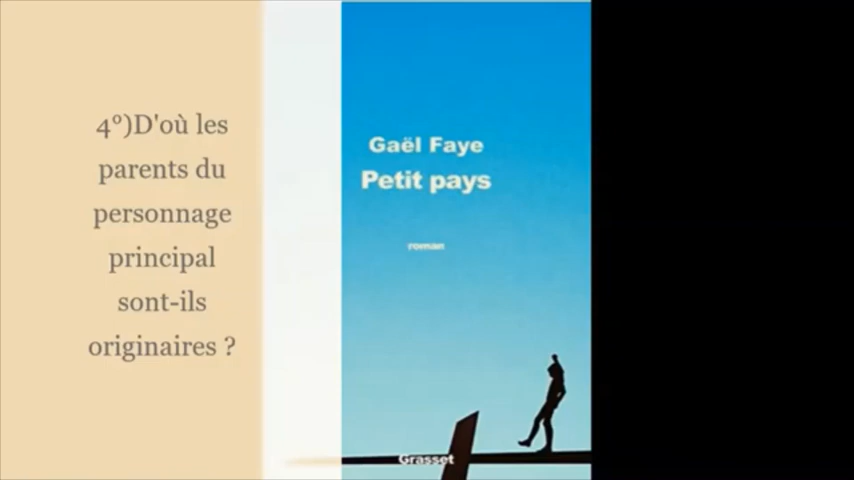 4°)D'où les
parents du
personnage
principal
sont-ils
originaires ?
Gaël Faye
Petit pays
roman
Grasset